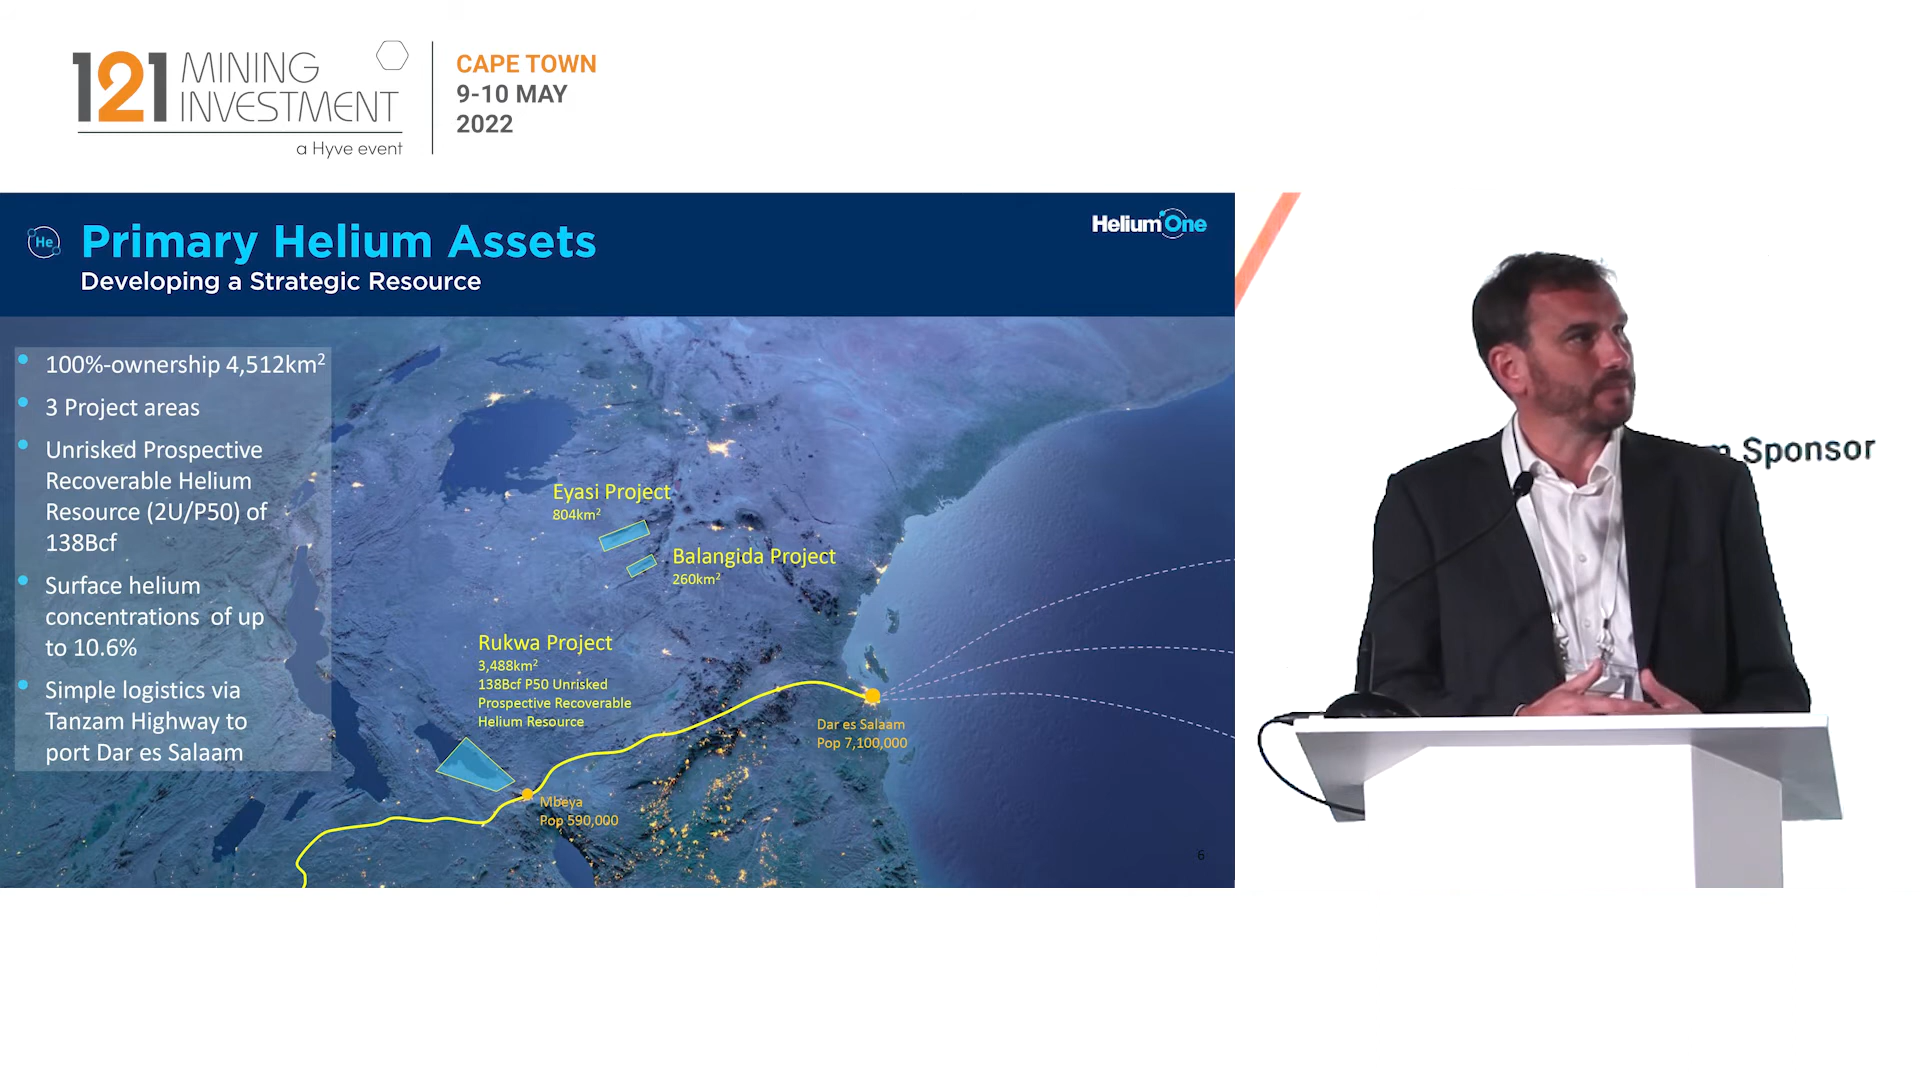 121 MINING
INVESTMENT
a Hyve event
CAPE TOWN
9-10 MAY
2022
He
Primary Helium Assets
Developing a Strategic Resource
Helium One
• 100%-ownership 4,512km²
• 3 Project areas
• Unrisked Prospective
Recoverable Helium
Resource (2U/P50) of
138Bcf
• Surface helium
concentrations of up
to 10.6%
• Simple logistics via
Tanzam Highway to
port Dar es Salaam
Eyasi Project
804km²
Balangida Project
260km²
Rukwa Project
3,488km²
138Bcf P50 Unrisked
Prospective Recoverable
Helium Resource
Dar es Salaam
Pop 7,100,000
Mbeya
Pop 590,000
6
Sponsor